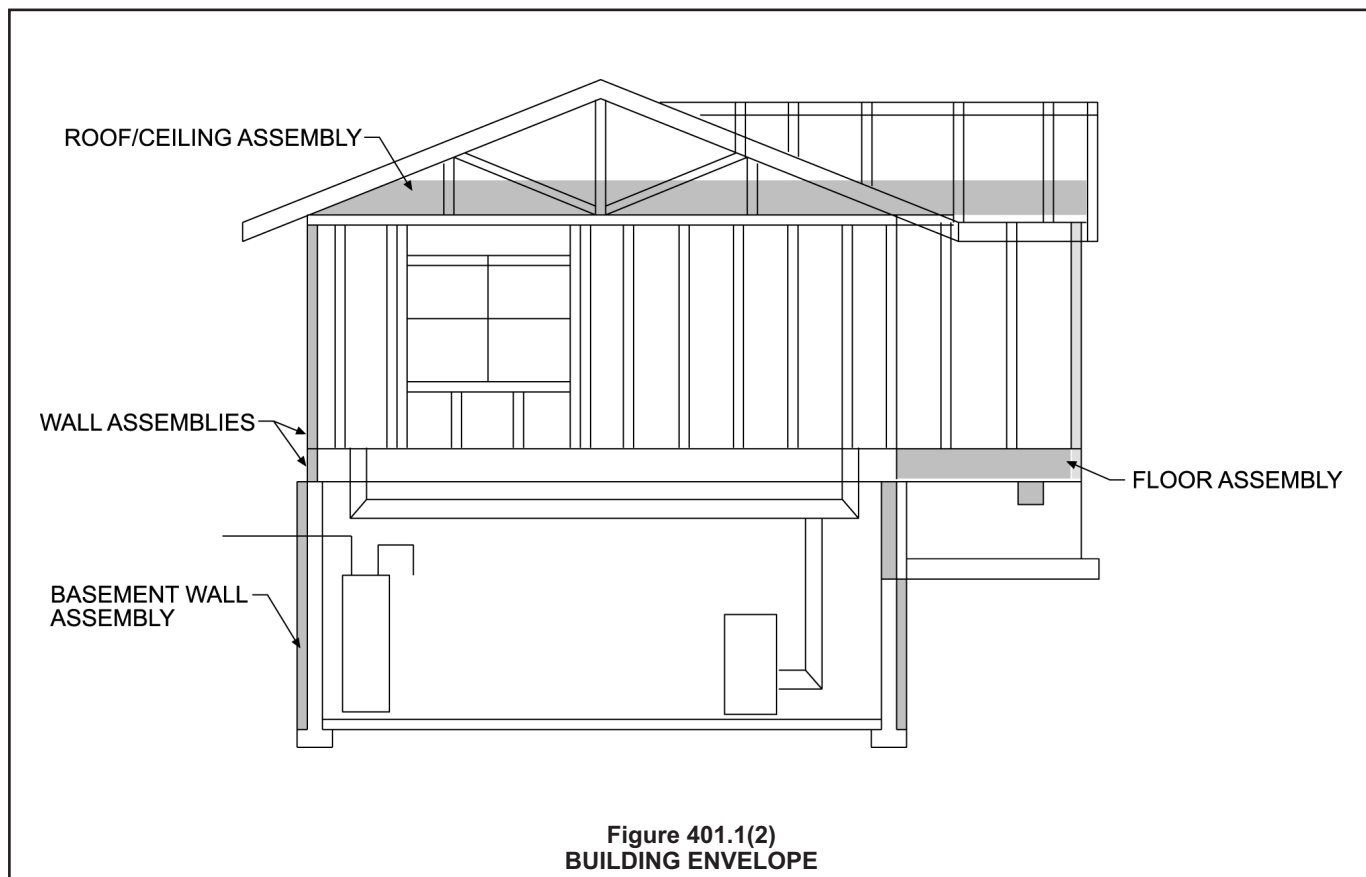 ROOF/CEILING ASSEMBLY
WALL ASSEMBLIES
FLOOR ASSEMBLY
BASEMENT WALL
ASSEMBLY
Figure 401.1(2)
BUILDING ENVELOPE